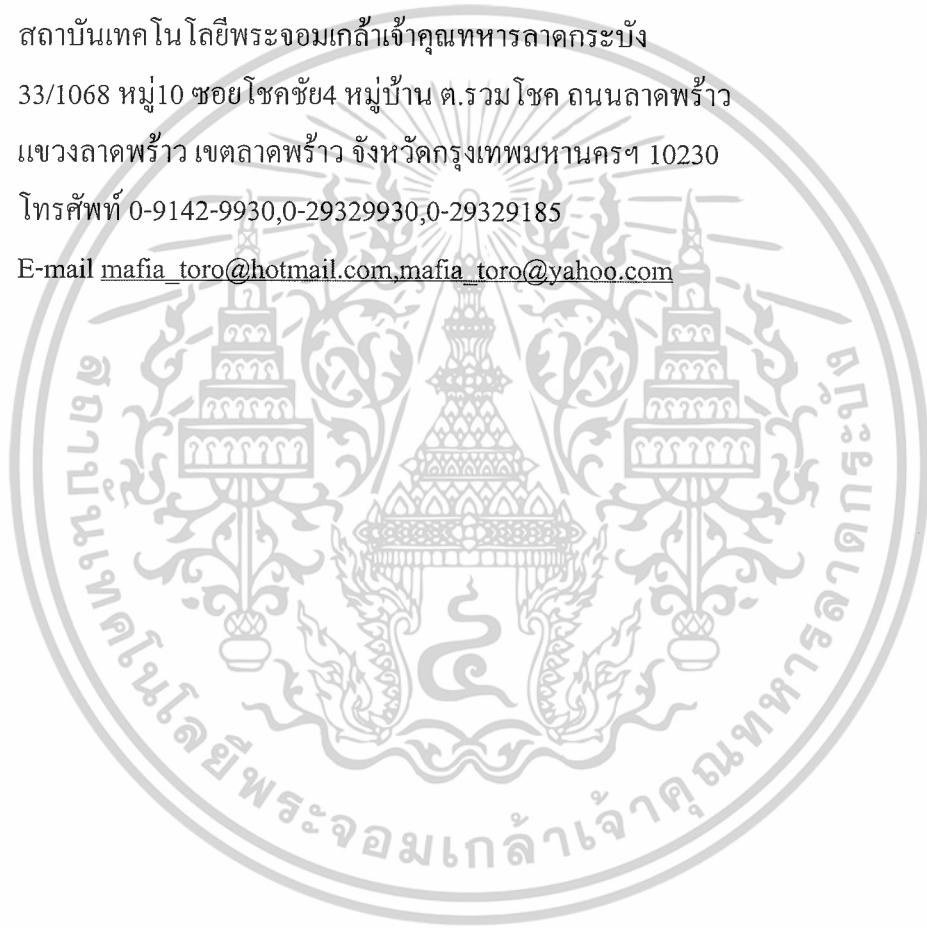 สถาบันเทคโนโลยีพระจอมเกล้าเจ้าคุณทหารลาดกระบัง
33/1068 หมู่10 ซอยโชคชัย4 หมู่บ้าน ต.รวมโชค ถนนลาดพร้าว
แขวงลาดพร้าว เขตลาดพร้าว จังหวัดกรุงเทพมหานครฯ 10230
โทรศัพท์ 0-9142-9930,0-29329930,0-29329185
E-mail mafia_toro@hotmail.com,mafia_toro@yahoo.com
สถาบันเทคโนโลยีพระจอมเกล้าเจ้าคุณทหารลาดกระบัง
๔